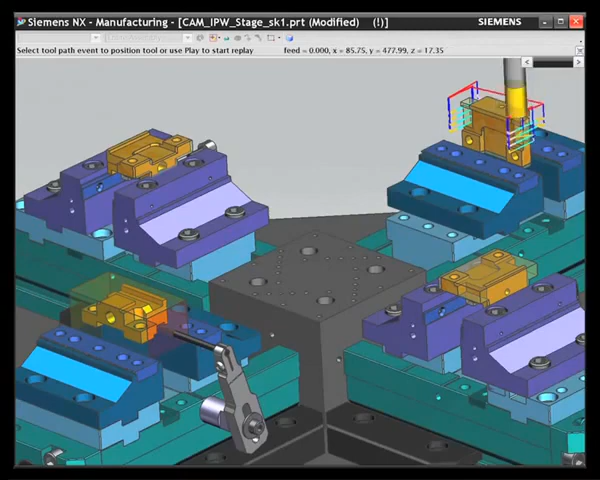 Siemens NX - Manufacturing - [CAM_IPW_Stage_sk1.prt (Modified) (!)]
SIEMENS
Select tool path event to position tool or use Play to start replay
feed = 0.000, x = 85.75, y = 477.99, z = 17.35